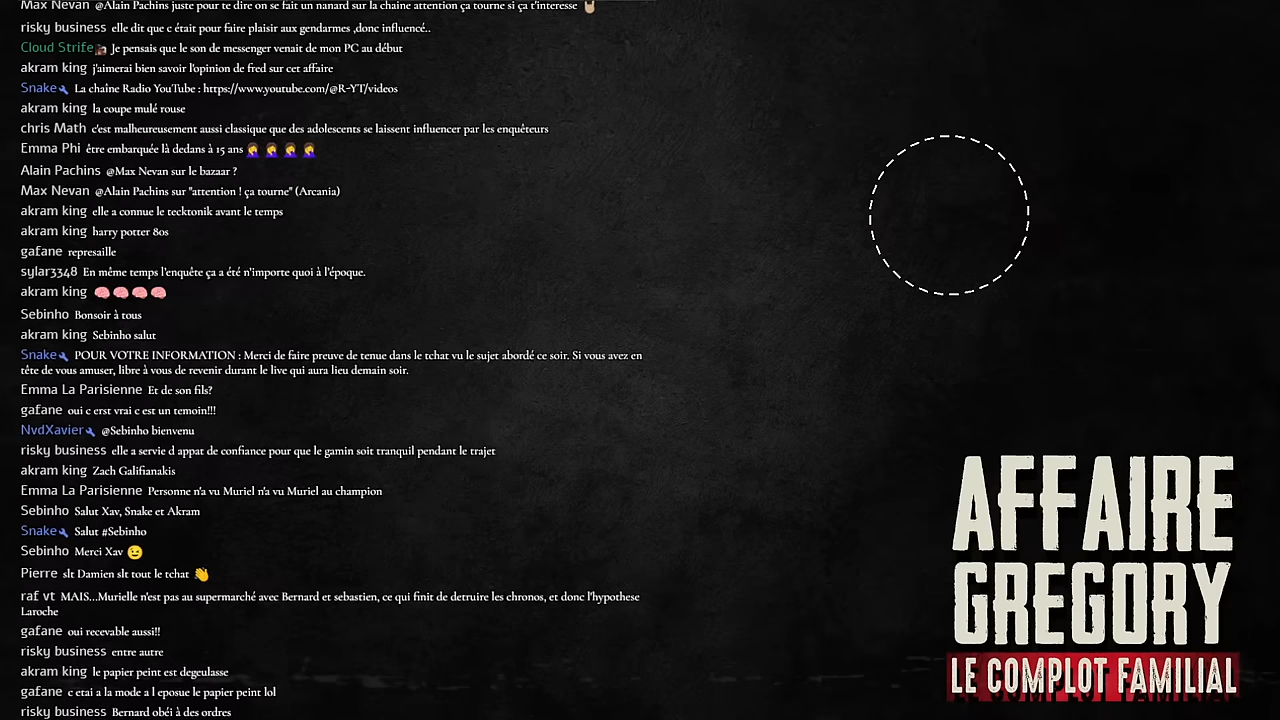 Max Nevan @Alain Pachins juste pour te dire on se fait un nanard sur la chaine attention ça tourne si ça t'interesse 🤘🏻
risky business elle dit que c était pour faire plaisir aux gendarmes ,donc influencé..
Cloud Strife Je pensais que le son de messenger venait de mon PC au début
akram king j'aimerai bien savoir l'opinion de fred sur cet affaire
Snake La chaîne Radio YouTube : https://www.youtube.com/@R-YT/videos
akram king la coupe mulé rouse
chris Math c'est malheureusement aussi classique que des adolescents se laissent influencer par les enquêteurs
Emma Phi être embarquée là dedans à 15 ans 🤦‍♀️🤦‍♀️🤦‍♀️🤦‍♀️
Alain Pachins @Max Nevan sur le bazaar ?
Max Nevan @Alain Pachins sur "attention ! ça tourne" (Arcania)
akram king elle a connue le tecktonik avant le temps
akram king harry potter 80s
gafane represaille
sylar3348 En même temps l'enquête ça a été n'importe quoi à l'époque.
akram king 🧠🧠🧠🧠
Sebinho Bonsoir à tous
akram king Sebinho salut
Snake POUR VOTRE INFORMATION : Merci de faire preuve de tenue dans le tchat vu le sujet abordé ce soir. Si vous avez en
tête de vous amuser, libre à vous de revenir durant le live qui aura lieu demain soir.
Emma La Parisienne Et de son fils?
gafane oui c erst vrai c est un temoin!!!
NvdXavier @Sebinho bienvenu
risky business elle a servie d appat de confiance pour que le gamin soit tranquil pendant le trajet
akram king Zach Galifianakis
Emma La Parisienne Personne n'a vu Muriel n'a vu Muriel au champion
Sebinho Salut Xav, Snake et Akram
Snake Salut #Sebinho
Sebinho Merci Xav 😉
Pierre slt Damien slt tout le tchat 👋
raf vt MAIS...Murielle n'est pas au supermarché avec Bernard et sebastien, ce qui finit de detruire les chronos, et donc l'hypothese
Laroche
gafane oui recevable aussi!!
risky business entre autre
akram king le papier peint est degeulasse
gafane c etai a la mode a l eposue le papier peint lol
risky business Bernard obéi à des ordres
AFFAIRE
GREGORY
LE COMPLOT FAMILIAL